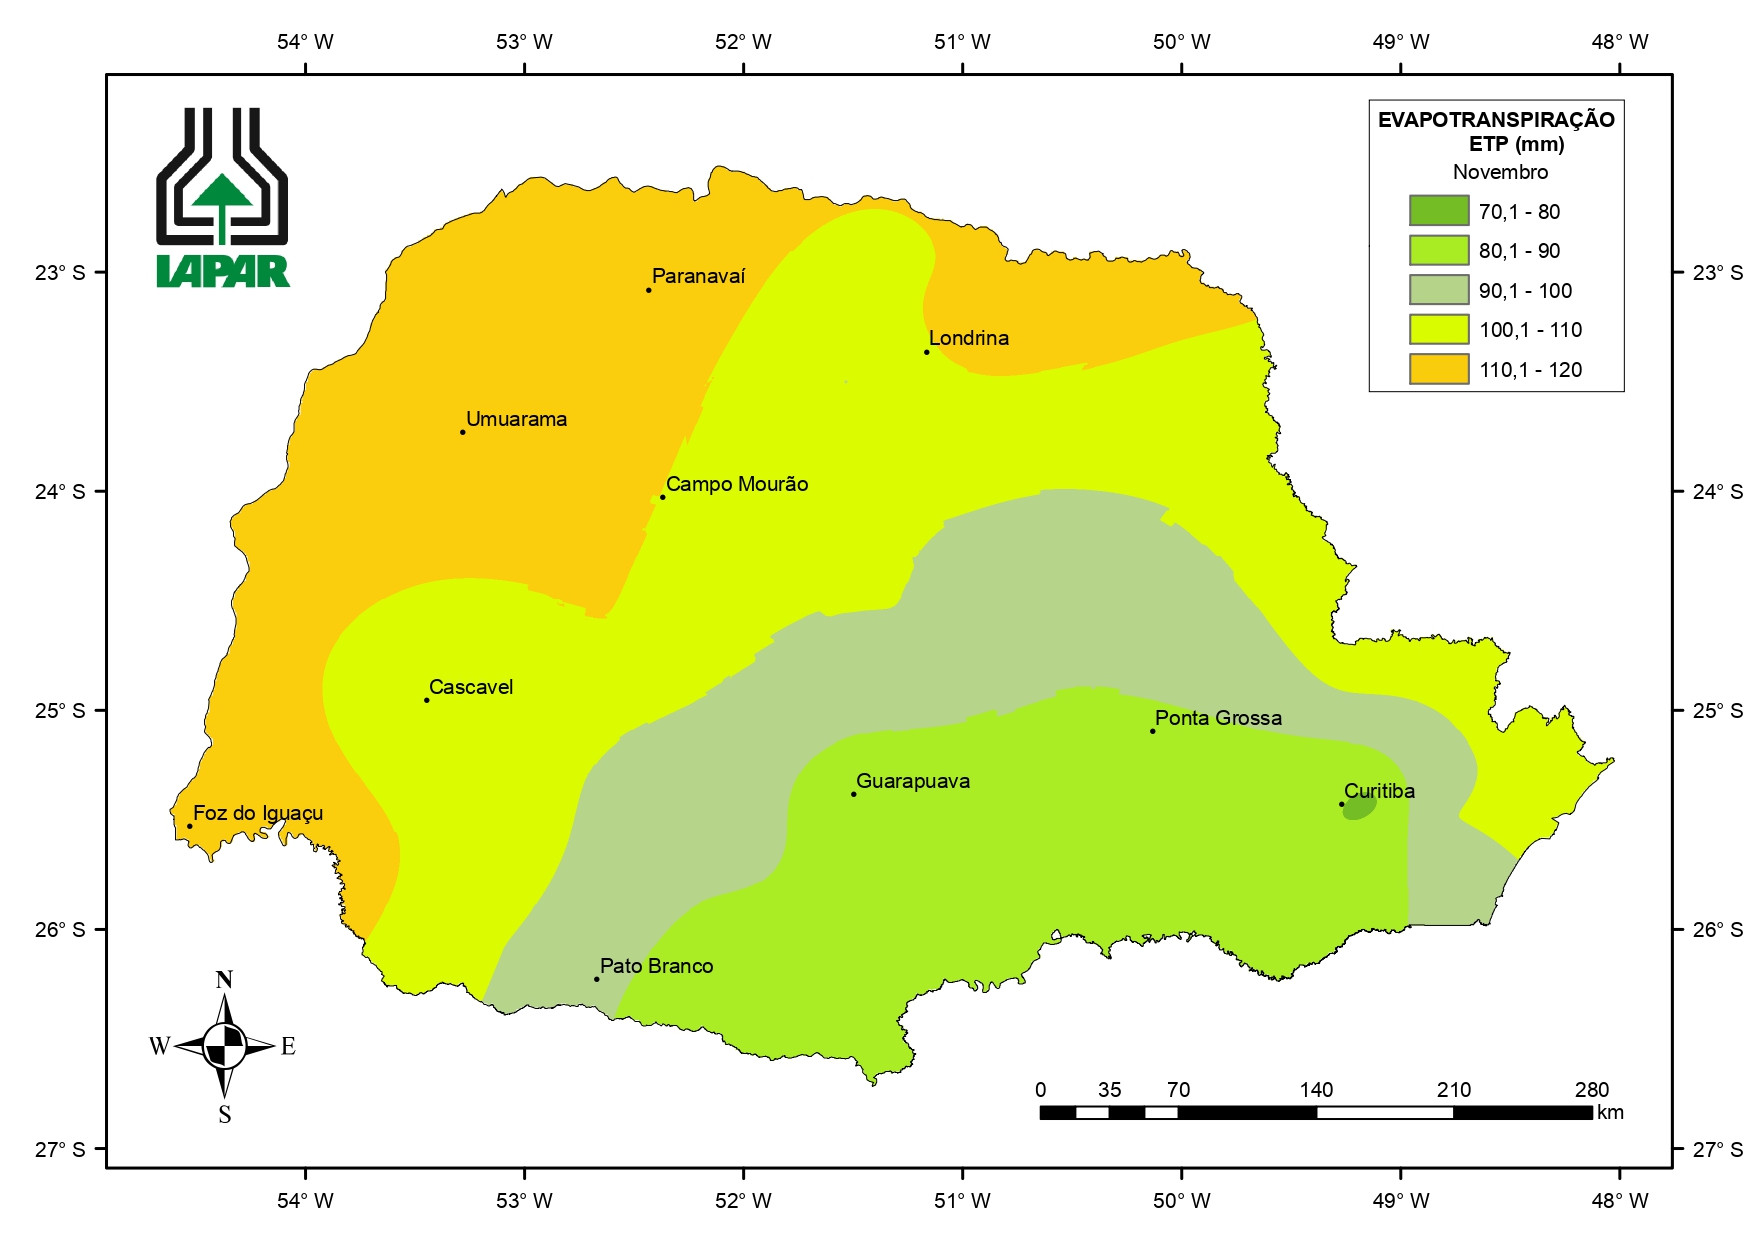 54° W 53° W 52° W 51° W 50° W 49° W 48° W
IAPAR
EVAPOTRANSPIRAÇÃO
ETP (mm)
Novembro
70,1 - 80
80,1 - 90
90,1 - 100
100,1 - 110
110,1 - 120
23° S 23° S
Paranavaí
Londrina
Umuarama
Campo Mourão
24° S 24° S
Cascavel
25° S 25° S
Ponta Grossa
Guarapuava
Curitiba
Foz do Iguaçu
26° S 26° S
Pato Branco
N
W E
S
0 35 70 140 210 280
km
27° S 27° S
54° W 53° W 52° W 51° W 50° W 49° W 48° W